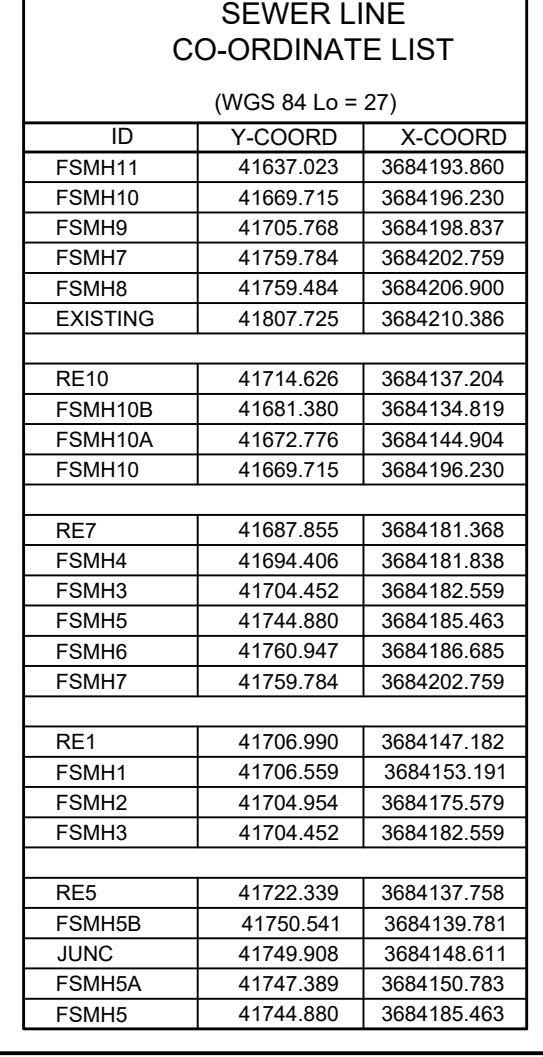 SEWER LINE
CO-ORDINATE LIST
(WGS 84 Lo = 27)
ID Y-COORD X-COORD
FSMH11 41637.023 3684193.860
FSMH10 41669.715 3684196.230
FSMH9 41705.768 3684198.837
FSMH7 41759.784 3684202.759
FSMH8 41759.484 3684206.900
EXISTING 41807.725 3684210.386
RE10 41714.626 3684137.204
FSMH10B 41681.380 3684134.819
FSMH10A 41672.776 3684144.904
FSMH10 41669.715 3684196.230
RE7 41687.855 3684181.368
FSMH4 41694.406 3684181.838
FSMH3 41704.452 3684182.559
FSMH5 41744.880 3684185.463
FSMH6 41760.947 3684186.685
FSMH7 41759.784 3684202.759
RE1 41706.990 3684147.182
FSMH1 41706.559 3684153.191
FSMH2 41704.954 3684175.579
FSMH3 41704.452 3684182.559
RE5 41722.339 3684137.758
FSMH5B 41750.541 3684139.781
JUNC 41749.908 3684148.611
FSMH5A 41747.389 3684150.783
FSMH5 41744.880 3684185.463